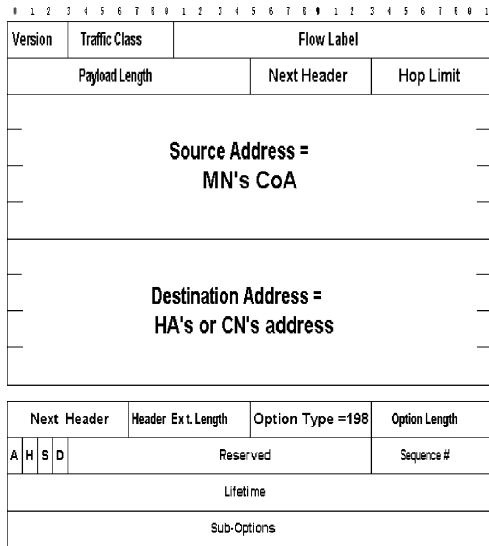 0 1 2 3 4 5 6 7 8 9 1 2 3 4 5 6 7 8 9 1 2 3 4 5 6 7 8 9 1
Version Traffic Class Flow Label
Payload Length Next Header Hop Limit
Source Address =
MN's CoA
Destination Address =
HA's or CN's address
Next Header Header Ext. Length Option Type =198 Option Length
A H S D Reserved Sequence #
Lifetime
Sub-Options